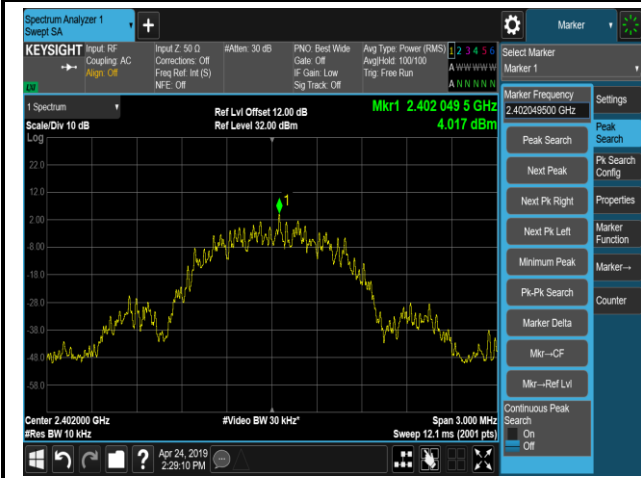 Spectrum Analyzer 1
Swept SA
Marker
KEYSIGHT
Input: RF
Coupling: AC
Align: Off
Input Z: 50 Ω
Corrections: Off
Freq Ref: Int (S)
NFE: Off
#Atten: 30 dB
PNO: Best Wide
Gate: Off
IF Gain: Low
Sig Track: Off
Avg Type: Power (RMS)
Avg|Hold: 100/100
Trig: Free Run
1 2 3 4 5 6
A W W W W W
A N N N N N
Select Marker
Marker 1
LXI
1 Spectrum
Scale/Div 10 dB
Log
Ref Lvl Offset 12.00 dB
Ref Level 32.00 dBm
Mkr1 2.402 049 5 GHz
4.017 dBm
22.0
12.0
2.00
-8.00
-18.0
-28.0
-38.0
-48.0
-58.0
1
Center 2.402000 GHz
#Res BW 10 kHz
#Video BW 30 kHz*
Span 3.000 MHz
Sweep 12.1 ms (2001 pts)
Marker Frequency
2.402049500 GHz
Peak Search
Next Peak
Next Pk Right
Next Pk Left
Minimum Peak
Pk-Pk Search
Marker Delta
Mkr→CF
Mkr→Ref Lvl
Continuous Peak
Search
On
Off
Settings
Peak
Search
Pk Search
Config
Properties
Marker
Function
Marker→
Counter
?
Apr 24, 2019
2:29:10 PM